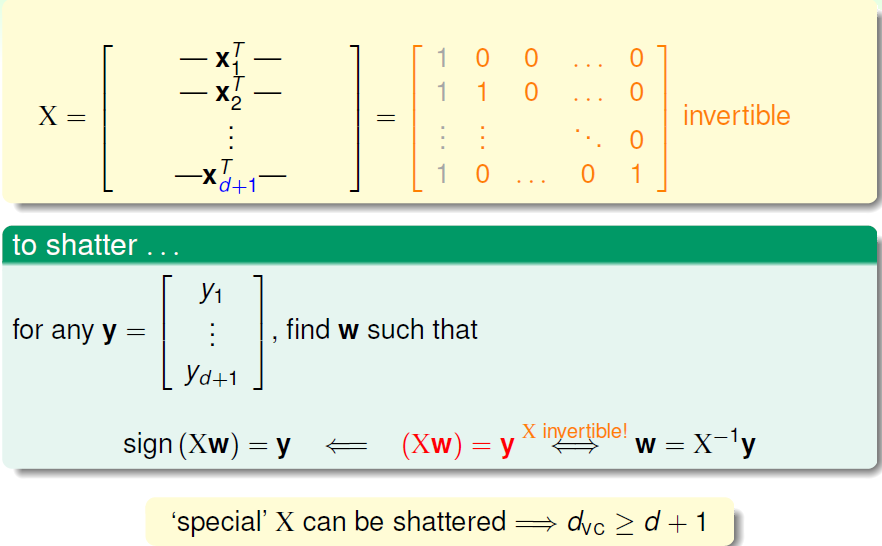 X = [ — x₁ᵀ — — x₂ᵀ — ⋮ —xᵀ_{d+1}— ] = [ 1 0 0 … 0 1 1 0 … 0 ⋮ ⋮ ⋱ 0 1 0 … 0 1 ] invertible
to shatter . . .
for any y = [ y₁ ⋮ y_{d+1} ], find w such that
sign (Xw) = y ⟸ (Xw) = y X invertible! ⟺ w = X⁻¹y
‘special’ X can be shattered ⟹ d_VC ≥ d + 1